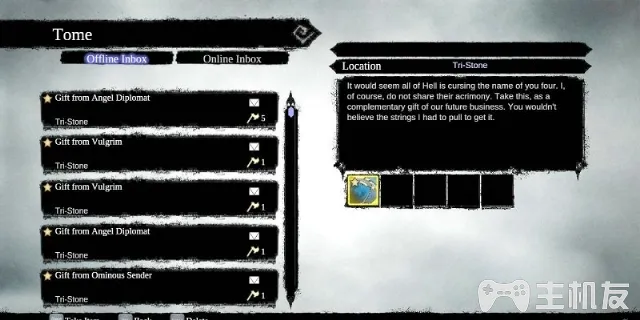 Tome
Offline Inbox
Online Inbox
Gift from Angel Diplomat
Tri-Stone
5
Gift from Vulgrim
Tri-Stone
1
Gift from Vulgrim
Tri-Stone
1
Gift from Angel Diplomat
Tri-Stone
1
Gift from Ominous Sender
Tri-Stone
1
Location
Tri-Stone
It would seem all of Hell is cursing the name of you four. I,
of course, do not share their acrimony. Take this, as a
complementary gift of our future business. You wouldn't
believe the strings I had to pull to get it.
Take Item
Back
Delete
主机友